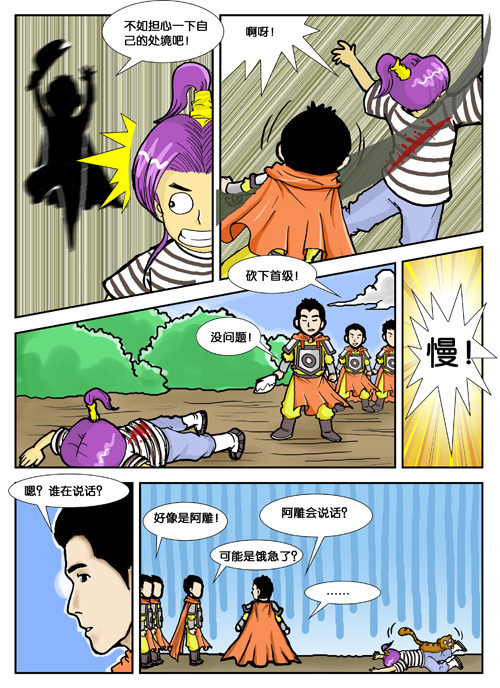 不如担心一下自
己的处境吧！
啊呀！
砍下首级！
没问题！
慢！
嗯？谁在说话？
好像是阿雕！
阿雕会说话？
可能是饿急了？
……